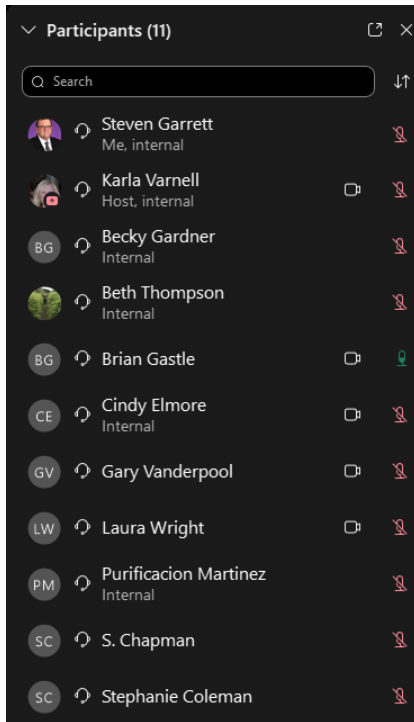 Participants (11)
Search
Steven Garrett
Me, internal
Karla Varnell
Host, internal
BG
Becky Gardner
Internal
Beth Thompson
Internal
BG
Brian Gastle
CE
Cindy Elmore
Internal
GV
Gary Vanderpool
LW
Laura Wright
PM
Purificacion Martinez
Internal
SC
S. Chapman
SC
Stephanie Coleman